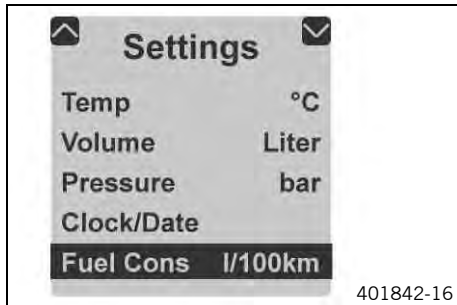 Settings
Temp °C
Volume Liter
Pressure bar
Clock/Date
Fuel Cons l/100km
401842-16